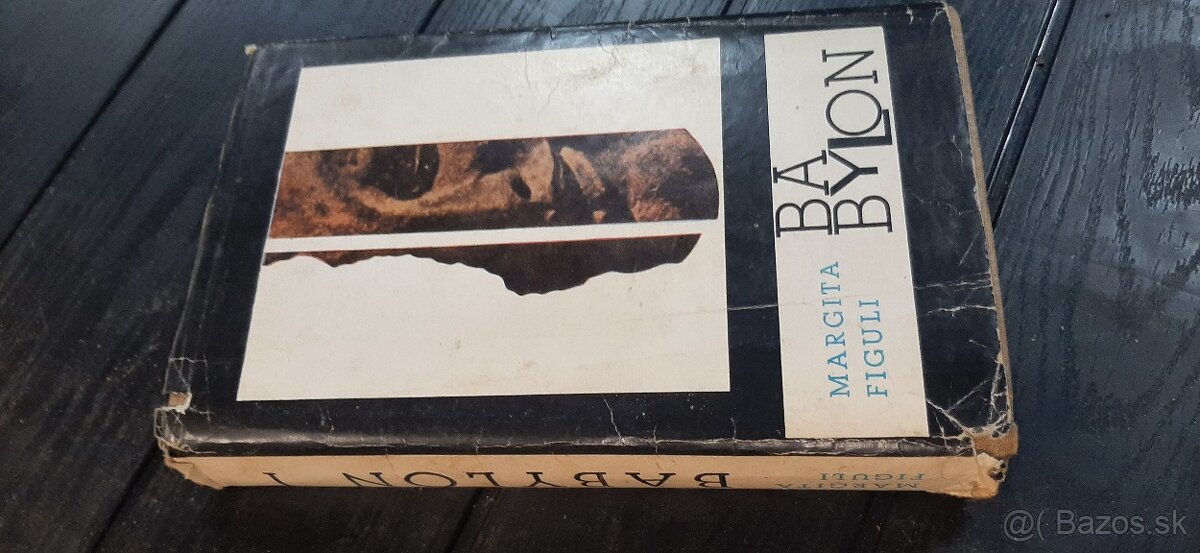 BA
BYLON
MARGITA
FIGULI
MARGITA
FIGULI
BABYLON I
@( Bazos.sk